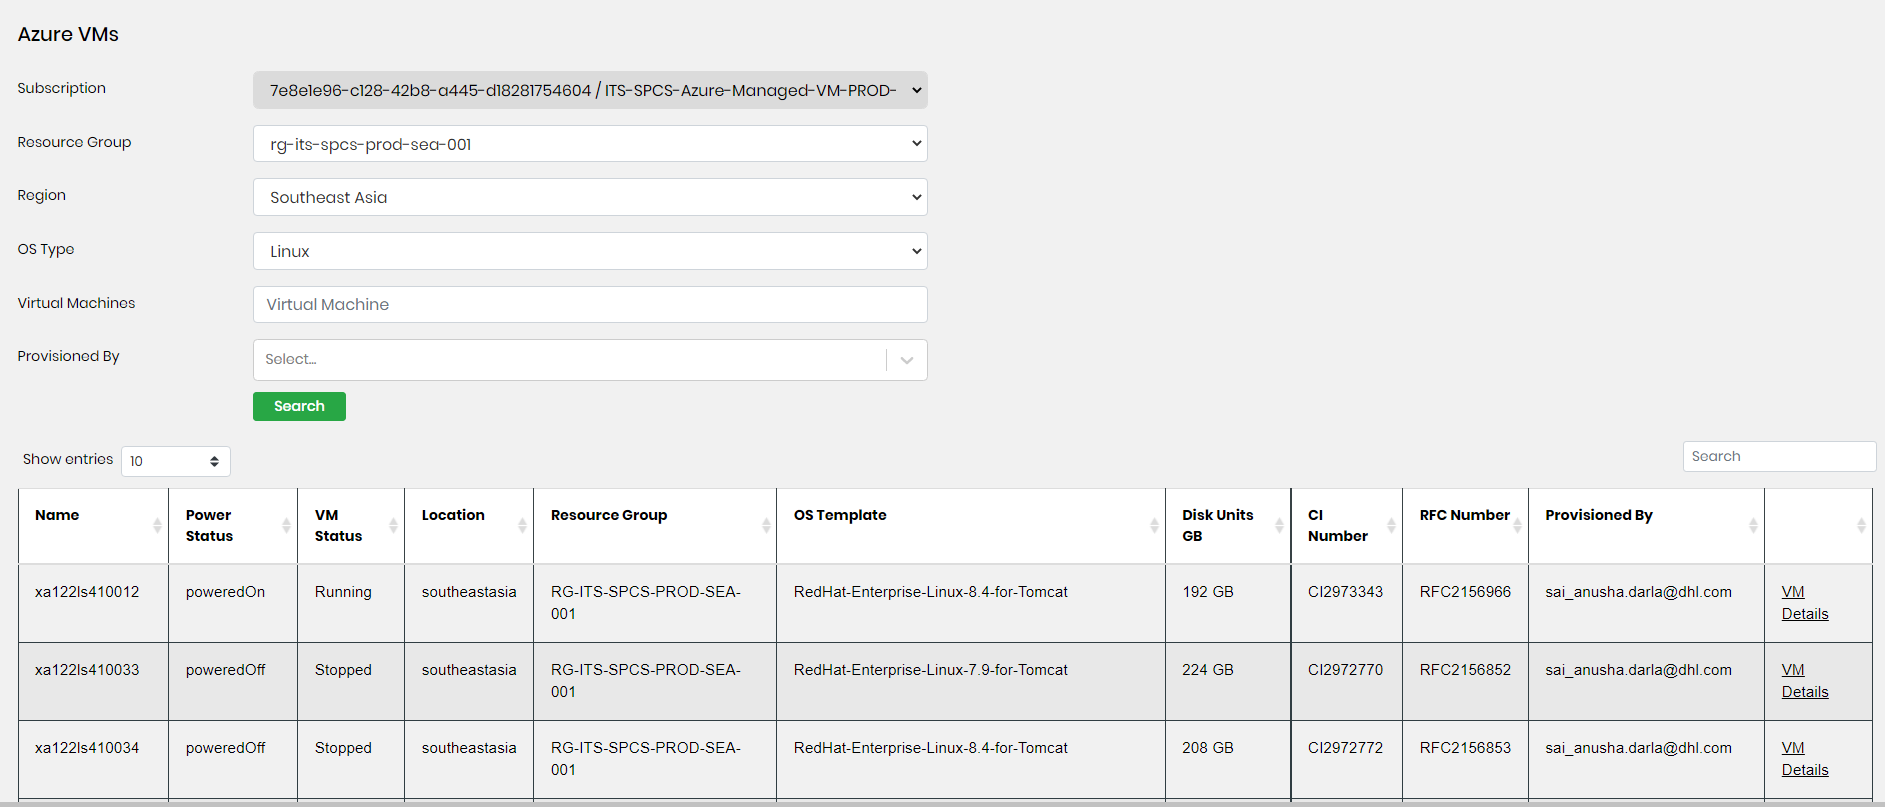 Azure VMs
Subscription
7e8e1e96-c128-42b8-a445-d18281754604 / ITS-SPCS-Azure-Managed-VM-PROD-
Resource Group
rg-its-spcs-prod-sea-001
Region
Southeast Asia
OS Type
Linux
Virtual Machines
Virtual Machine
Provisioned By
Select...
Search
Show entries 10
Search
Name Power Status VM Status Location Resource Group OS Template Disk Units GB CI Number RFC Number Provisioned By
xa122ls410012 poweredOn Running southeastasia RG-ITS-SPCS-PROD-SEA-001 RedHat-Enterprise-Linux-8.4-for-Tomcat 192 GB CI2973343 RFC2156966 sai_anusha.darla@dhl.com VM Details
xa122ls410033 poweredOff Stopped southeastasia RG-ITS-SPCS-PROD-SEA-001 RedHat-Enterprise-Linux-7.9-for-Tomcat 224 GB CI2972770 RFC2156852 sai_anusha.darla@dhl.com VM Details
xa122ls410034 poweredOff Stopped southeastasia RG-ITS-SPCS-PROD-SEA-001 RedHat-Enterprise-Linux-8.4-for-Tomcat 208 GB CI2972772 RFC2156853 sai_anusha.darla@dhl.com VM Details